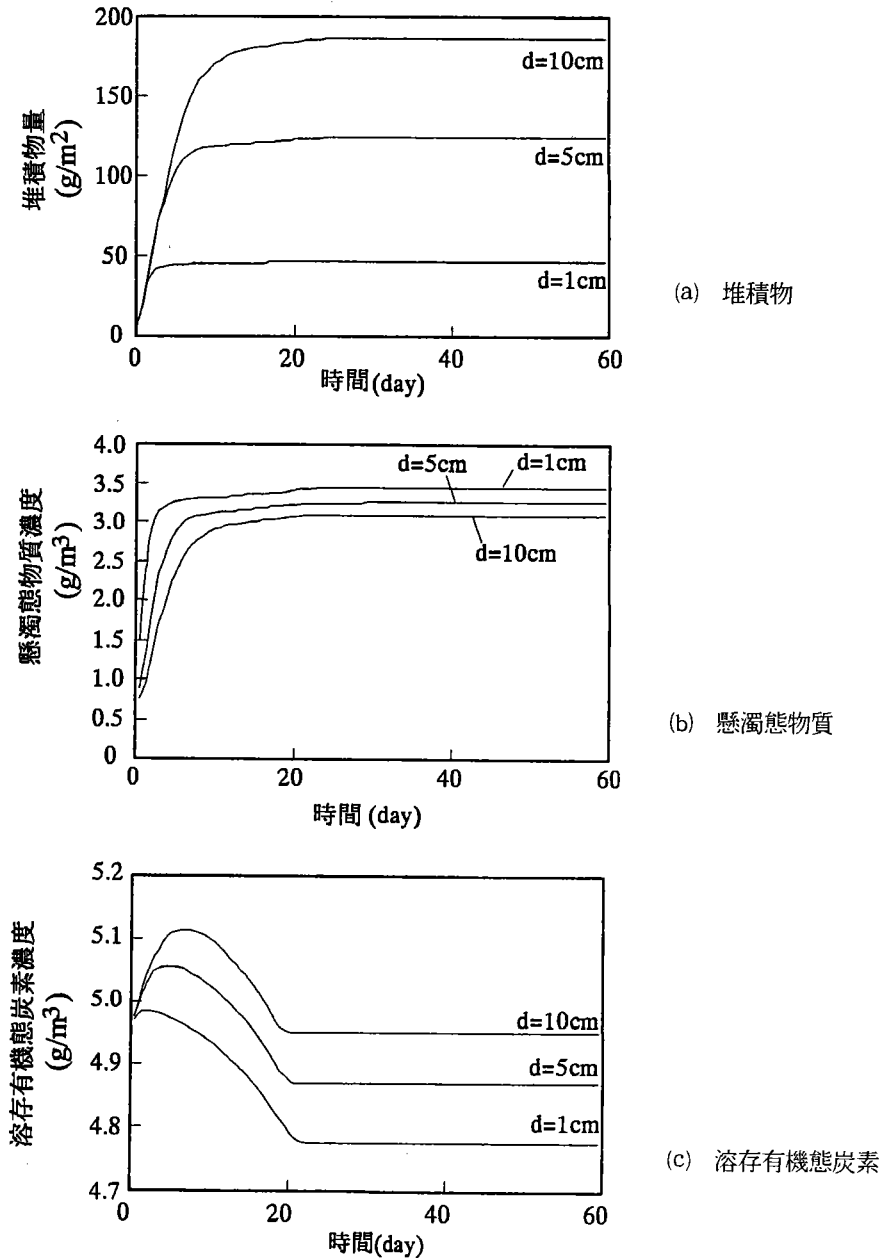 200
150
100
50
0
堆積物量
(g/m²)
d=10cm
d=5cm
d=1cm
0 20 40 60
時間(day)
(a) 堆積物
4.0
3.5
3.0
2.5
2.0
1.5
1.0
0.5
0
懸濁態物質濃度
(g/m³)
d=5cm
d=1cm
d=10cm
0 20 40 60
時間 (day)
(b) 懸濁態物質
5.2
5.1
5.0
4.9
4.8
4.7
溶存有機態炭素濃度
(g/m³)
d=10cm
d=5cm
d=1cm
0 20 40 60
時間(day)
(c) 溶存有機態炭素